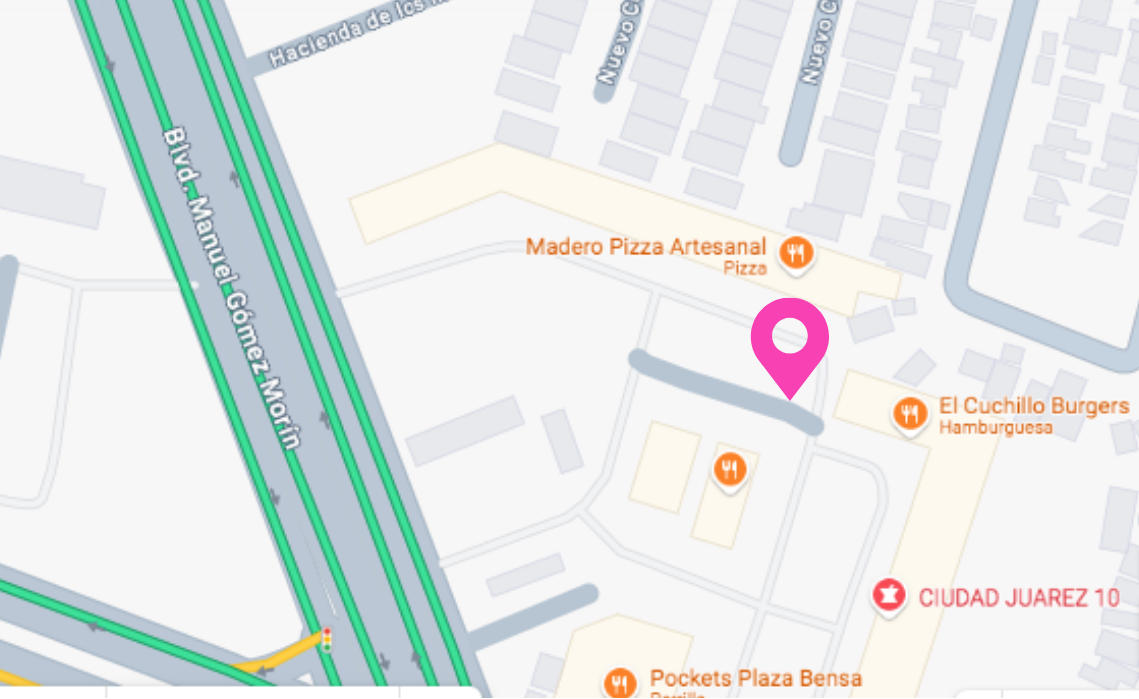 Hacienda de los
Nuevo C
Nuevo C
Blvd. Manuel Gómez Morín
Madero Pizza Artesanal
Pizza
El Cuchillo Burgers
Hamburguesa
CIUDAD JUAREZ 10
Pockets Plaza Bensa